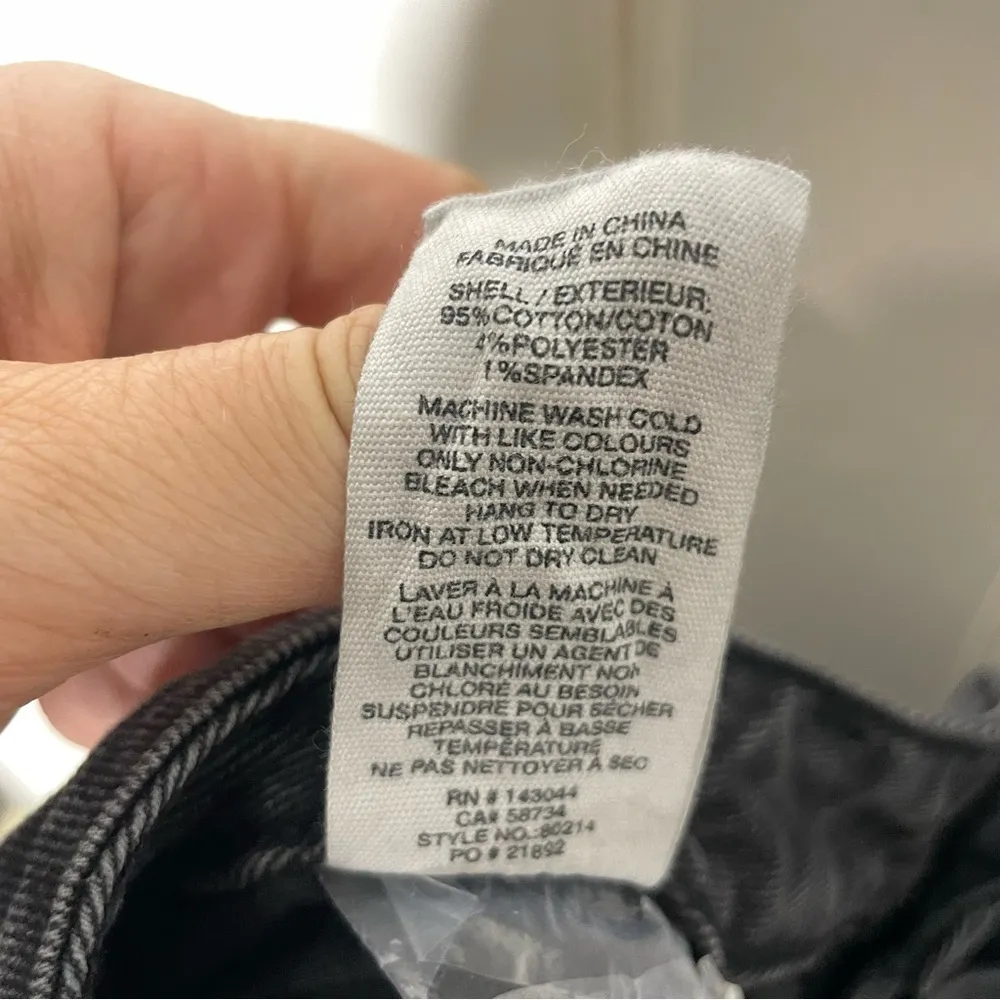 MADE IN CHINA
FABRIQUÉ EN CHINE
SHELL / EXTERIEUR:
95%COTTON/COTON
4%POLYESTER
1%SPANDEX
MACHINE WASH COLD
WITH LIKE COLOURS
ONLY NON-CHLORINE
BLEACH WHEN NEEDED
HANG TO DRY
IRON AT LOW TEMPERATURE
DO NOT DRY CLEAN
LAVER À LA MACHINE À
L'EAU FROIDE AVEC DES
COULEURS SEMBLABLES
UTILISER UN AGENT DE
BLANCHIMENT NON
CHLORÉ AU BESOIN
SUSPENDRE POUR SÉCHER
REPASSER À BASSE
TEMPÉRATURE
NE PAS NETTOYER À SEC
RN # 143044
CA# 58734
STYLE NO.:80214
PO # 21892